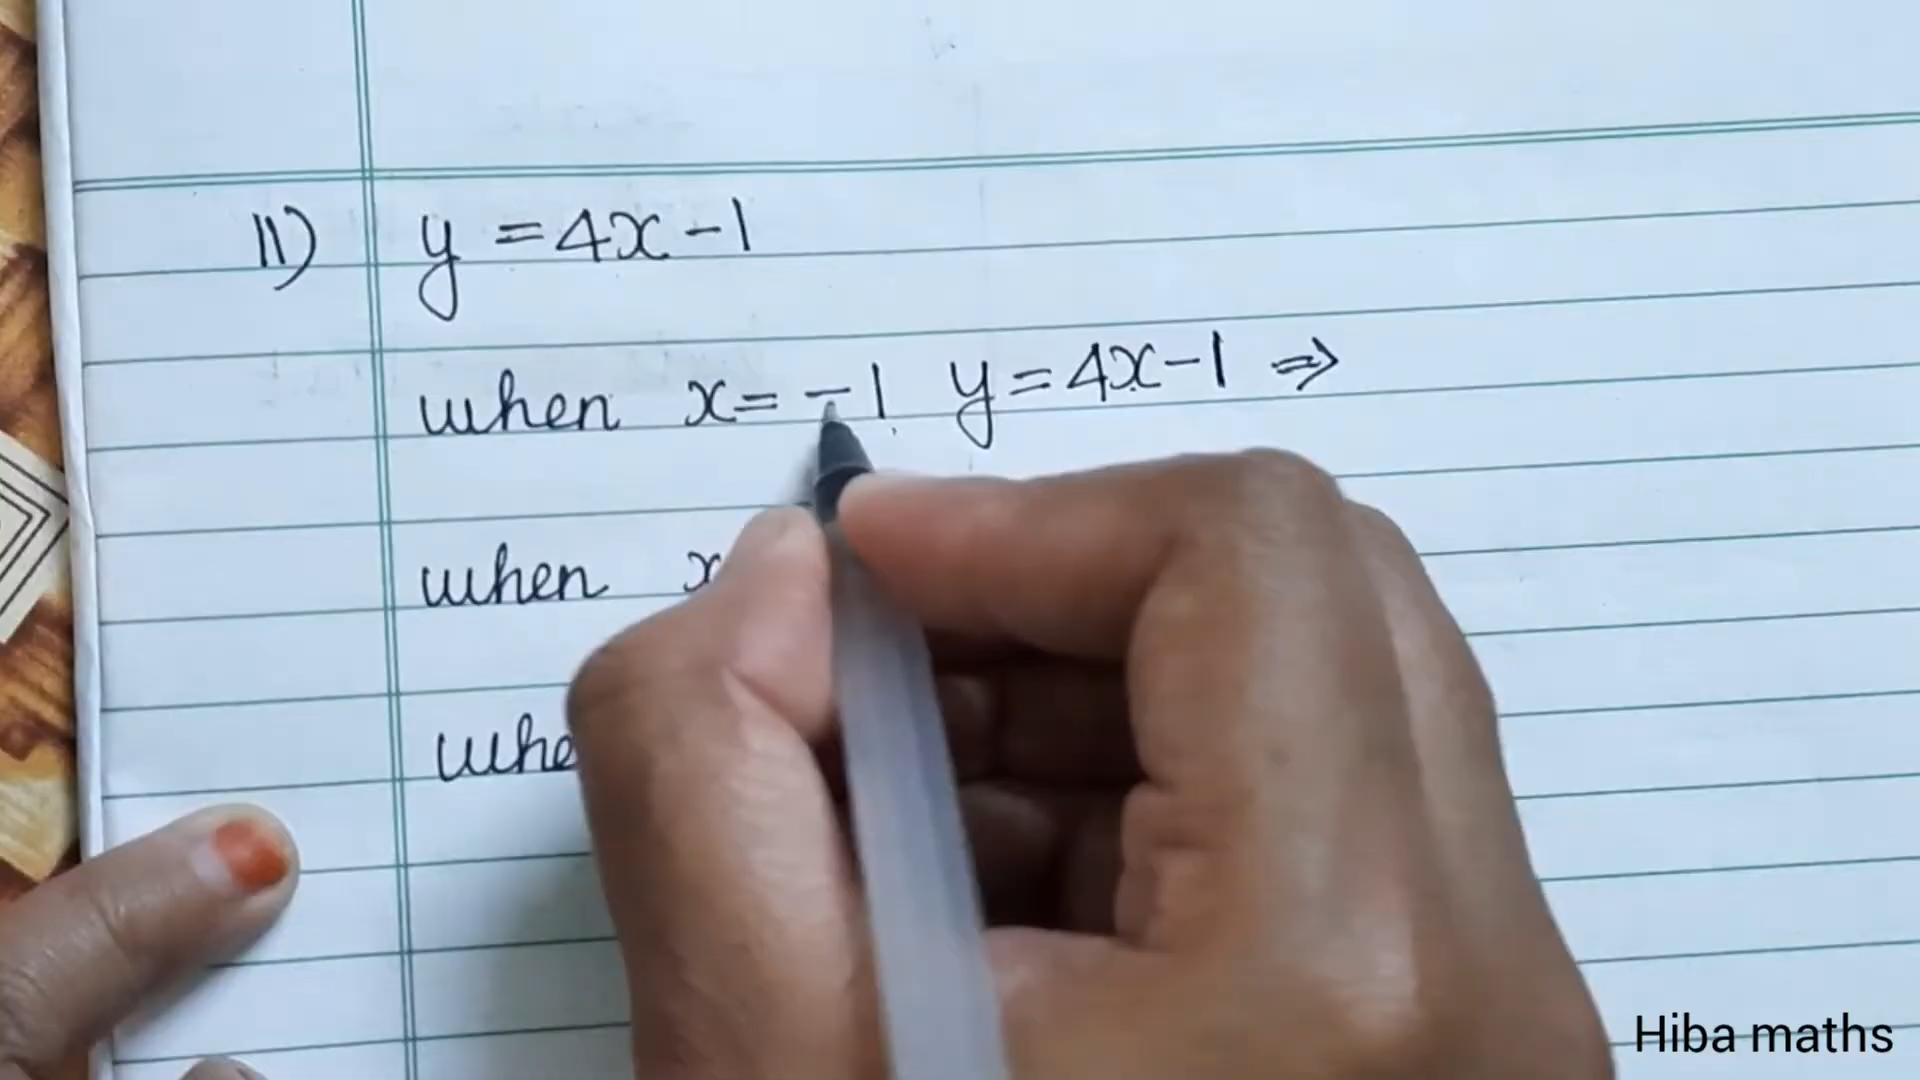 11) y = 4x - 1
when x = -1 y = 4x - 1 ⇒
when x
whe
Hiba maths